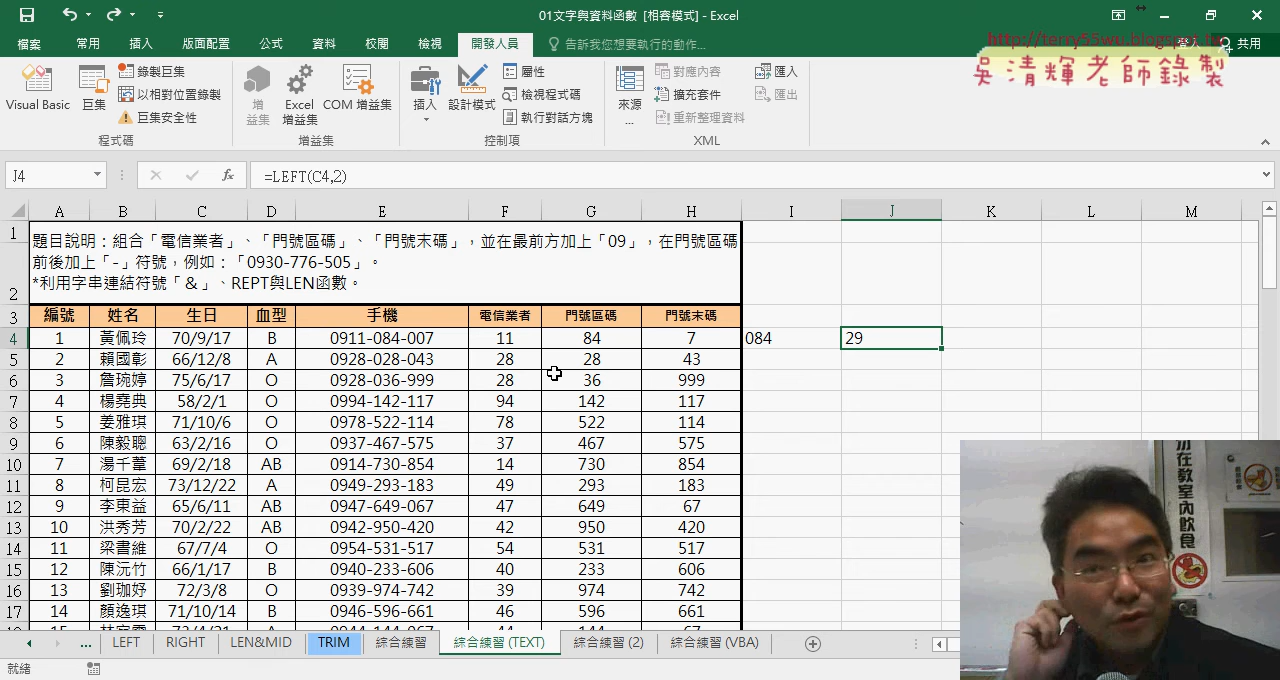 01文字與資料函數 [相容模式] - Excel
檔案 常用 插入 版面配置 公式 資料 校閱 檢視 開發人員 告訴我您想要執行的動作... 登入 共用
http://terry55wu.blogspot.tw
吳清輝老師錄製
Visual Basic 巨集 錄製巨集 以相對位置錄製 巨集安全性 程式碼
增益集 Excel 增益集 COM 增益集 增益集
插入 設計模式 屬性 檢視程式碼 執行對話方塊 控制項
來源... 對應內容 擴充套件 重新整理資料 匯入 匯出 XML
J4 fx =LEFT(C4,2)
A B C D E F G H I J K L M
1 題目說明：組合「電信業者」、「門號區碼」、「門號末碼」，並在最前方加上「09」，在門號區碼
前後加上「-」符號，例如：「0930-776-505」。
2 *利用字串連結符號「&」、REPT與LEN函數。
3 編號 姓名 生日 血型 手機 電信業者 門號區碼 門號末碼
4 1 黃佩玲 70/9/17 B 0911-084-007 11 84 7 084 29
5 2 賴國彰 66/12/8 A 0928-028-043 28 28 43
6 3 詹琬婷 75/6/17 O 0928-036-999 28 36 999
7 4 楊堯典 58/2/1 O 0994-142-117 94 142 117
8 5 姜雅琪 71/10/6 O 0978-522-114 78 522 114
9 6 陳毅聰 63/2/16 O 0937-467-575 37 467 575
10 7 湯千葦 69/2/18 AB 0914-730-854 14 730 854
11 8 柯昆宏 73/12/22 A 0949-293-183 49 293 183
12 9 李東益 65/6/11 AB 0947-649-067 47 649 67
13 10 洪秀芳 70/2/22 AB 0942-950-420 42 950 420
14 11 梁書維 67/7/4 O 0954-531-517 54 531 517
15 12 陳沅竹 66/1/17 B 0940-233-606 40 233 606
16 13 劉珈妤 72/3/8 O 0939-974-742 39 974 742
17 14 顏逸琪 71/10/14 B 0946-596-661 46 596 661
勿在教室內飲食
... LEFT RIGHT LEN&MID TRIM 綜合練習 綜合練習 (TEXT) 綜合練習 (2) 綜合練習 (VBA)
就緒